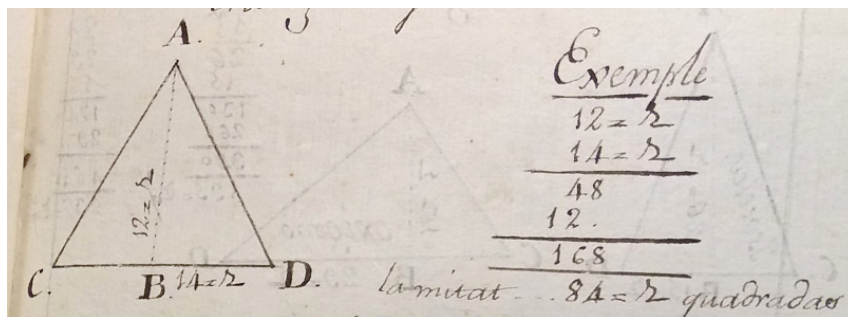 A.
12=r
C. B. 14=r D.
Exemple
12=r
14=r
48
12.
168
la mitat ... 84=r quadradas